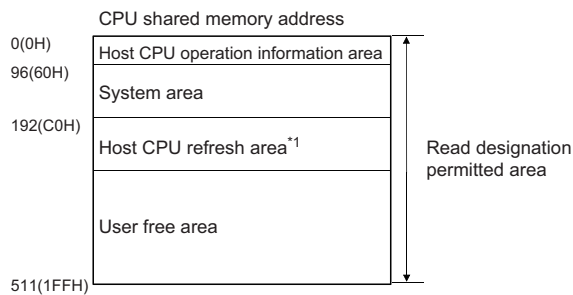 CPU shared memory address
0(0H)
Host CPU operation information area
96(60H)
System area
192(C0H)
Host CPU refresh area*1
Read designation
permitted area
User free area
511(1FFH)